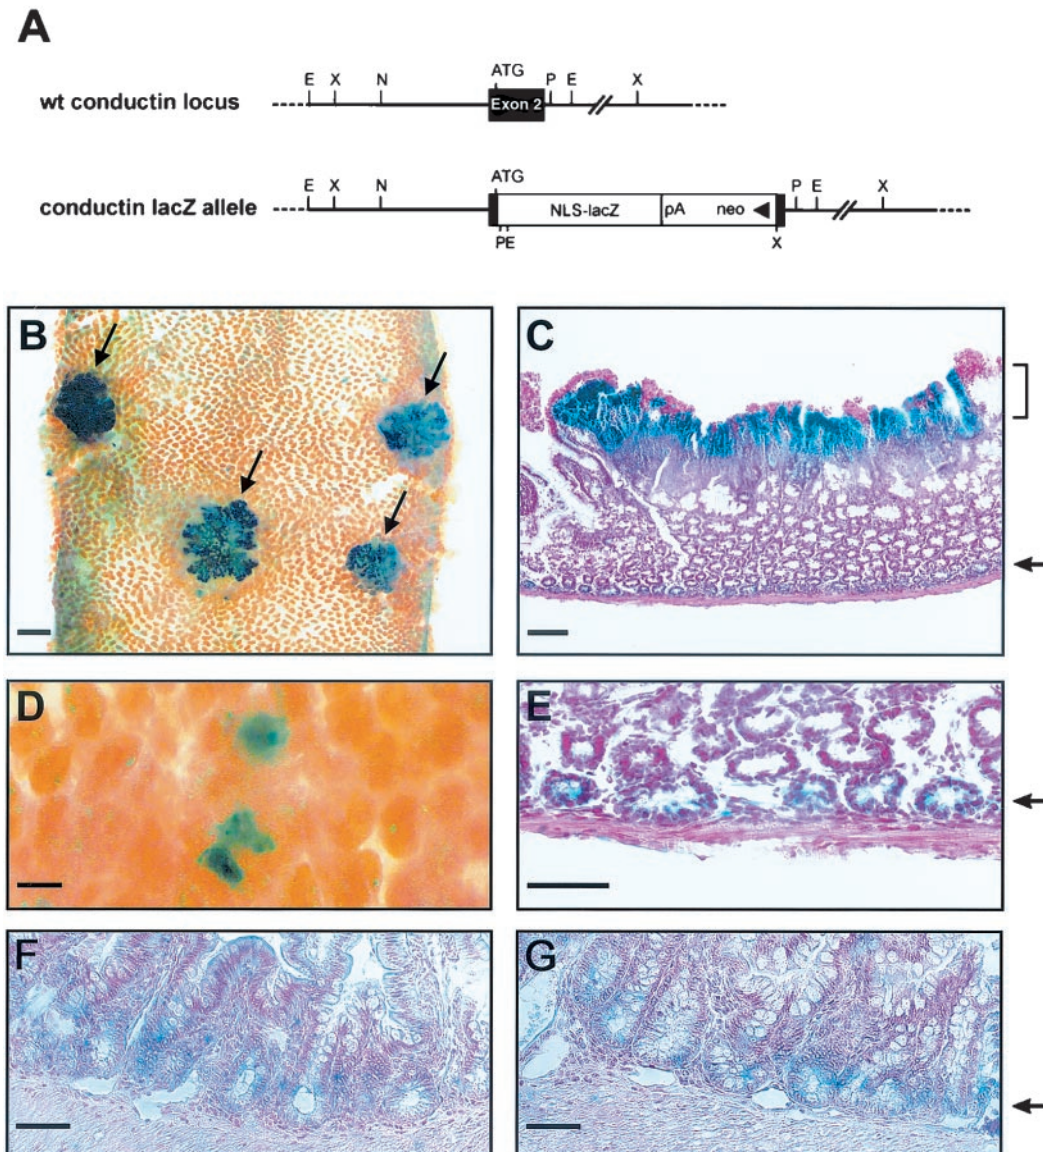 A
ATG
E X N P E X
wt conductin locus Exon 2
ATG
E X N P E X
conductin lacZ allele NLS-lacZ pA neo
PE X
B
C
D
E
F
G